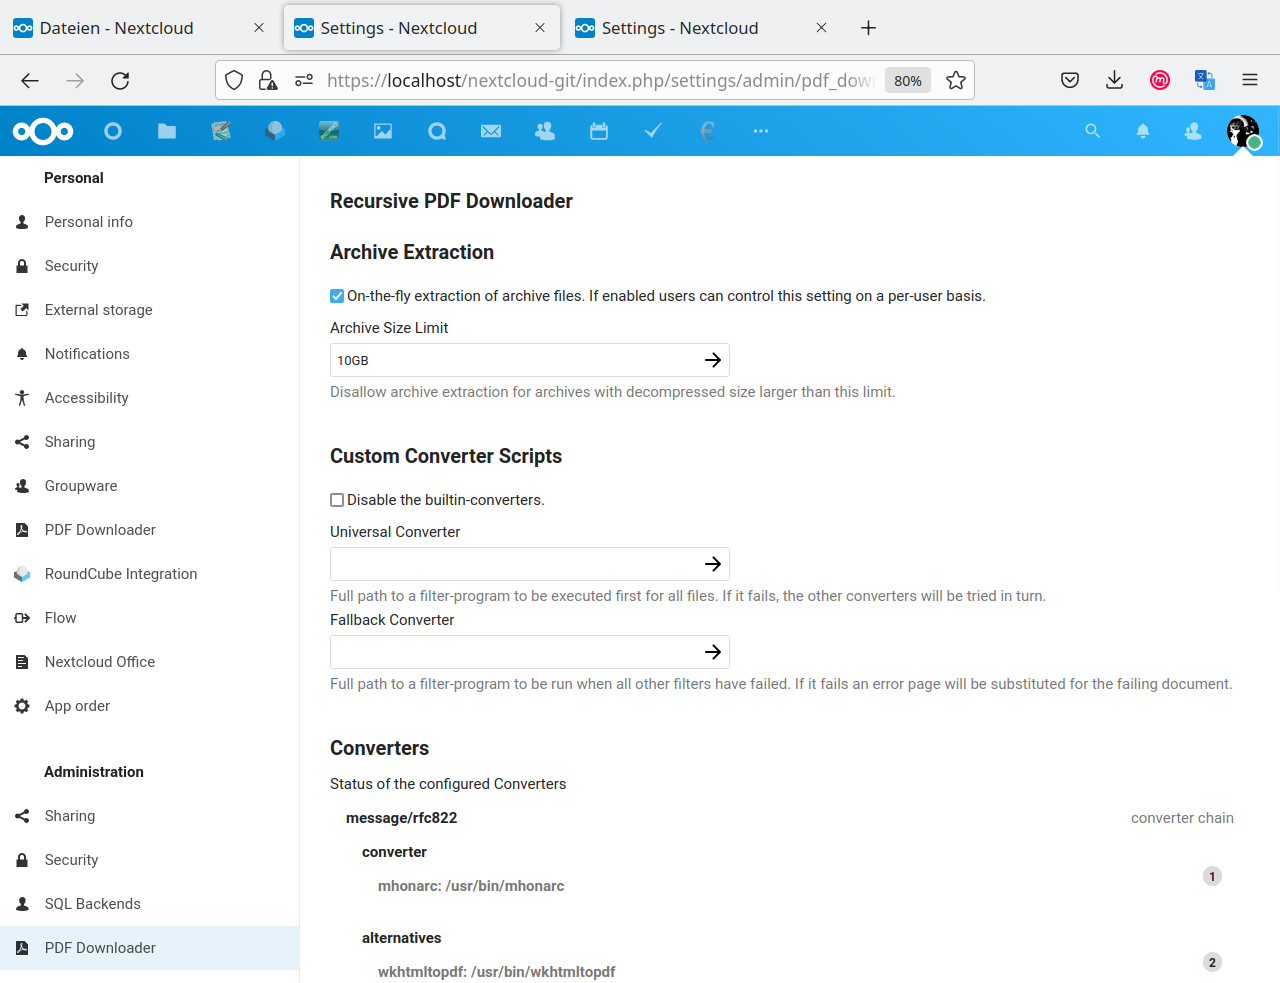 Dateien - Nextcloud
Settings - Nextcloud
Settings - Nextcloud
https://localhost/nextcloud-git/index.php/settings/admin/pdf_dow
80%
Personal
Personal info
Security
External storage
Notifications
Accessibility
Sharing
Groupware
PDF Downloader
RoundCube Integration
Flow
Nextcloud Office
App order
Administration
Sharing
Security
SQL Backends
PDF Downloader
Recursive PDF Downloader
Archive Extraction
On-the-fly extraction of archive files. If enabled users can control this setting on a per-user basis.
Archive Size Limit
10GB
Disallow archive extraction for archives with decompressed size larger than this limit.
Custom Converter Scripts
Disable the builtin-converters.
Universal Converter
Full path to a filter-program to be executed first for all files. If it fails, the other converters will be tried in turn.
Fallback Converter
Full path to a filter-program to be run when all other filters have failed. If it fails an error page will be substituted for the failing document.
Converters
Status of the configured Converters
message/rfc822 converter chain
converter
mhonarc: /usr/bin/mhonarc 1
alternatives
wkhtmltopdf: /usr/bin/wkhtmltopdf 2